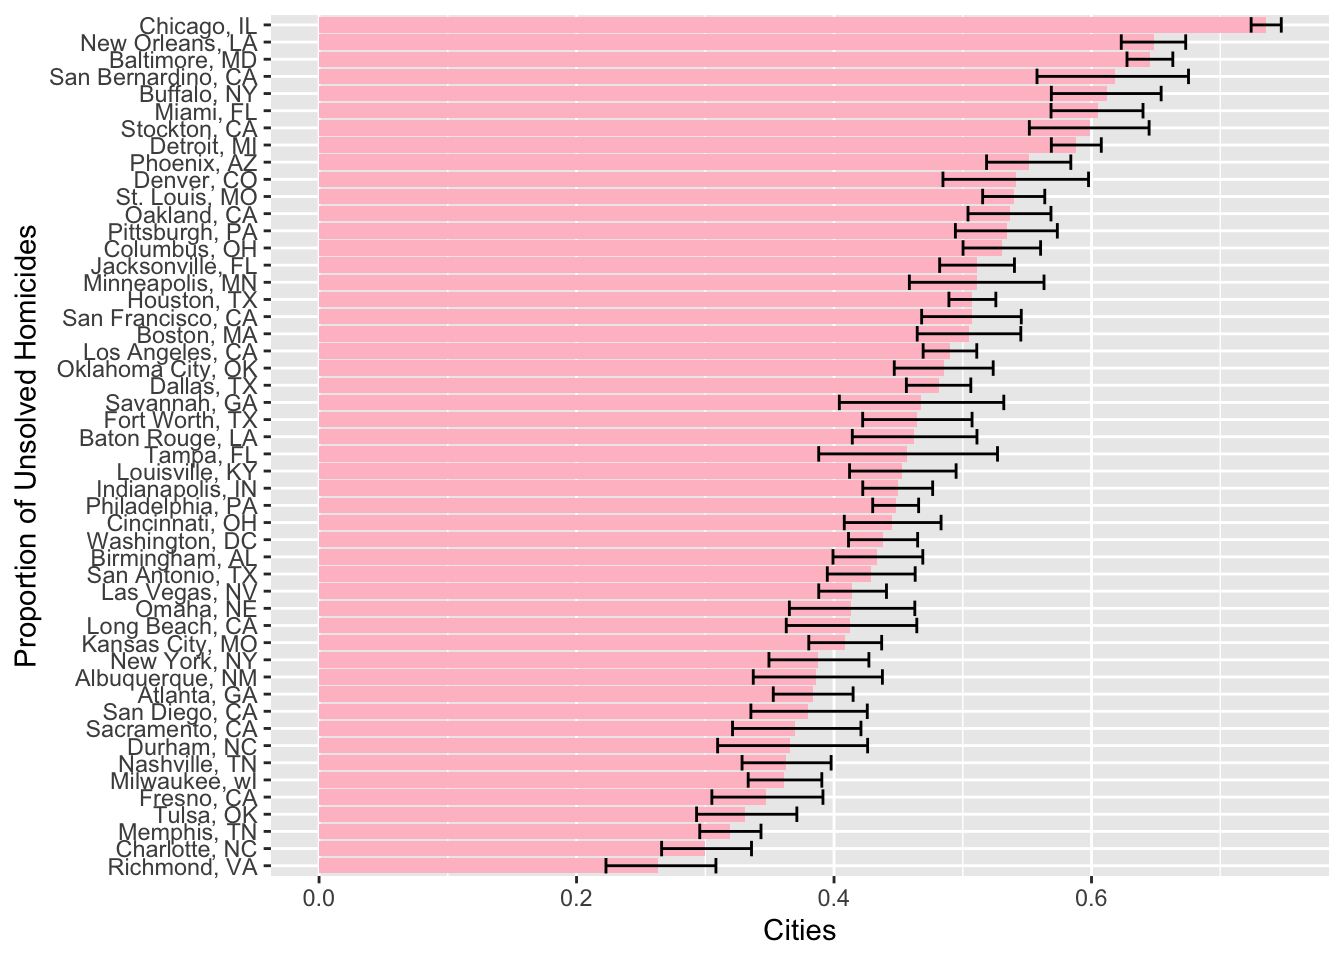 Chicago, IL
New Orleans, LA
Baltimore, MD
San Bernardino, CA
Buffalo, NY
Miami, FL
Stockton, CA
Detroit, MI
Phoenix, AZ
Denver, CO
St. Louis, MO
Oakland, CA
Pittsburgh, PA
Columbus, OH
Jacksonville, FL
Minneapolis, MN
Houston, TX
San Francisco, CA
Boston, MA
Los Angeles, CA
Oklahoma City, OK
Dallas, TX
Savannah, GA
Fort Worth, TX
Baton Rouge, LA
Tampa, FL
Louisville, KY
Indianapolis, IN
Philadelphia, PA
Cincinnati, OH
Washington, DC
Birmingham, AL
San Antonio, TX
Las Vegas, NV
Omaha, NE
Long Beach, CA
Kansas City, MO
New York, NY
Albuquerque, NM
Atlanta, GA
San Diego, CA
Sacramento, CA
Durham, NC
Nashville, TN
Milwaukee, wI
Fresno, CA
Tulsa, OK
Memphis, TN
Charlotte, NC
Richmond, VA
Proportion of Unsolved Homicides
0.0 0.2 0.4 0.6
Cities